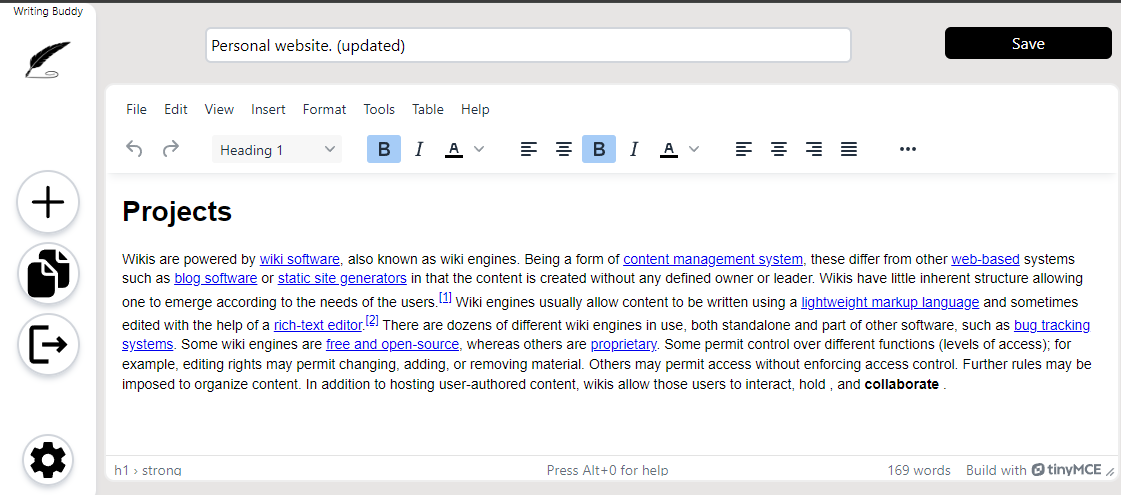 Writing Buddy
Personal website. (updated)
Save
File Edit View Insert Format Tools Table Help
Heading 1 B I A B I A
Projects
Wikis are powered by wiki software, also known as wiki engines. Being a form of content management system, these differ from other web-based systems
such as blog software or static site generators in that the content is created without any defined owner or leader. Wikis have little inherent structure allowing
one to emerge according to the needs of the users.[1] Wiki engines usually allow content to be written using a lightweight markup language and sometimes
edited with the help of a rich-text editor.[2] There are dozens of different wiki engines in use, both standalone and part of other software, such as bug tracking
systems. Some wiki engines are free and open-source, whereas others are proprietary. Some permit control over different functions (levels of access); for
example, editing rights may permit changing, adding, or removing material. Others may permit access without enforcing access control. Further rules may be
imposed to organize content. In addition to hosting user-authored content, wikis allow those users to interact, hold , and collaborate .
h1 › strong Press Alt+0 for help 169 words Build with tinyMCE